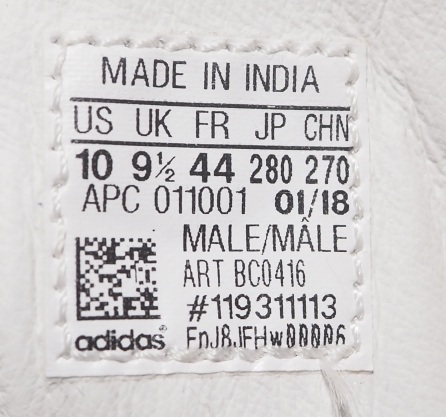 MADE IN INDIA
US UK FR JP CHN
10 9½ 44 280 270
APC 011001 01/18
MALE/MÂLE
ART BC0416
#119311113
adidas® FnJ8JFHw00006